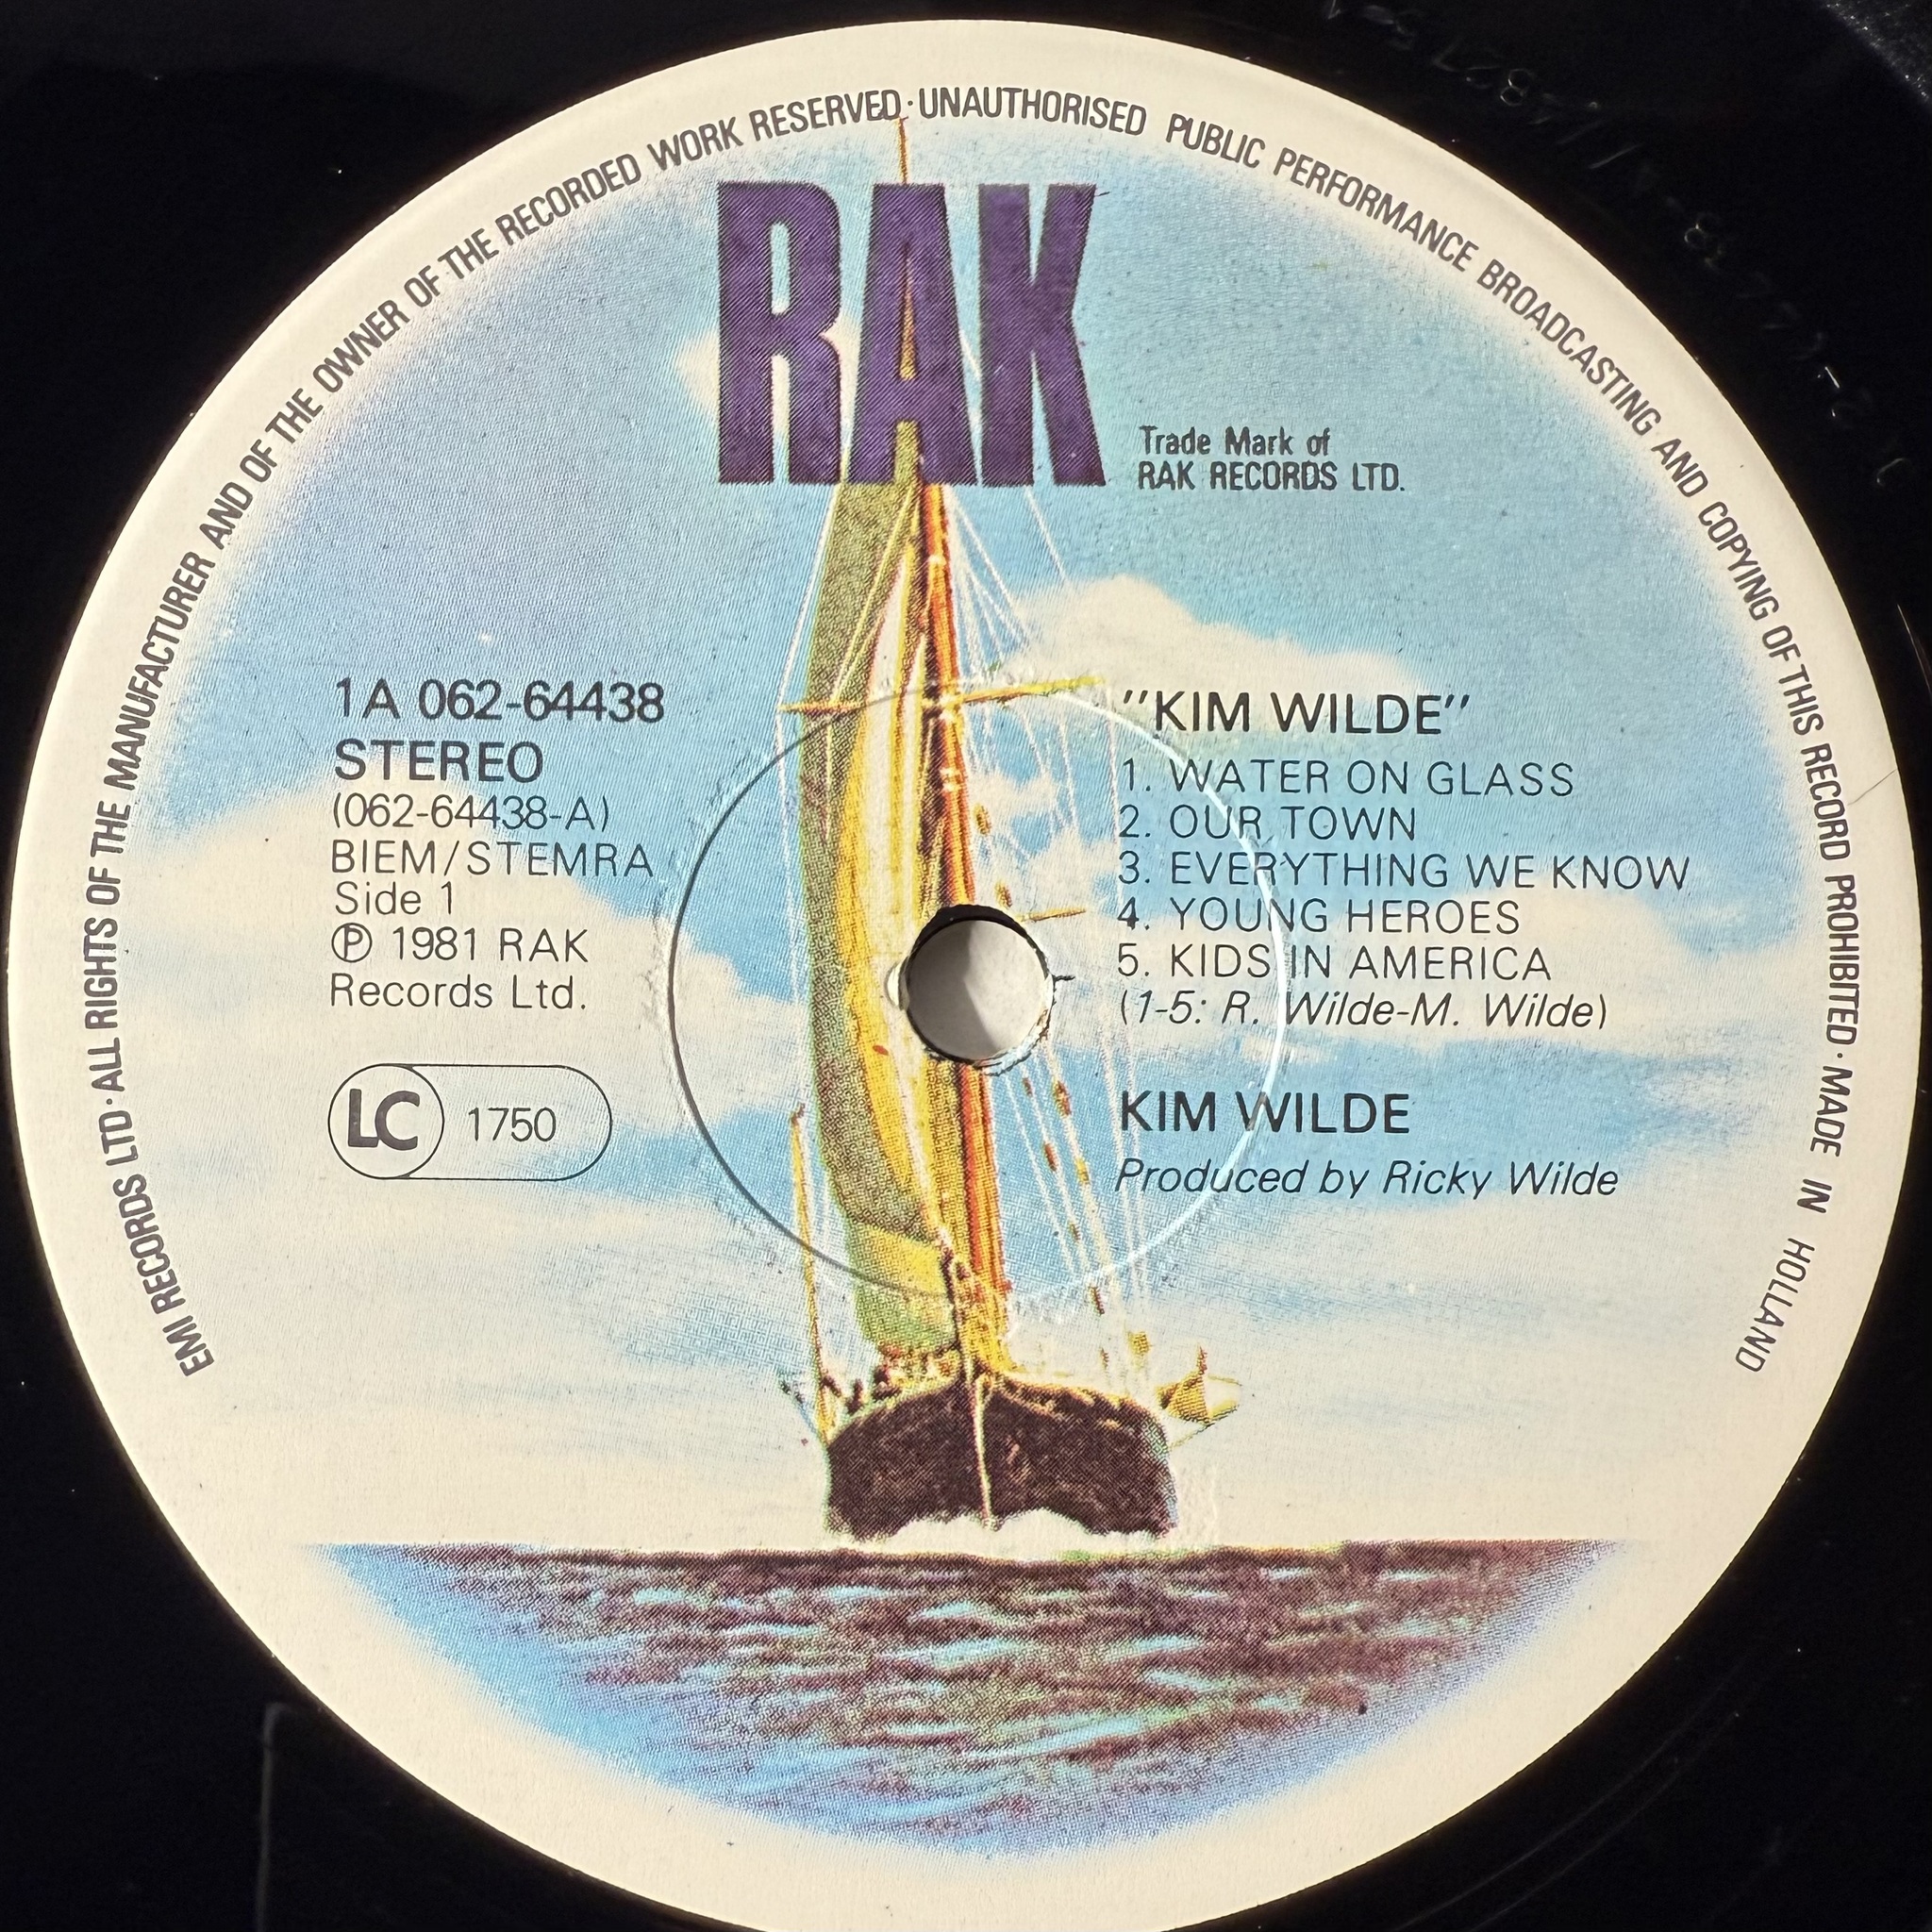 EMI RECORDS LTD · ALL RIGHTS OF THE MANUFACTURER AND OF THE OWNER OF THE RECORDED WORK RESERVED · UNAUTHORISED PUBLIC PERFORMANCE BROADCASTING AND COPYING OF THIS RECORD PROHIBITED · MADE IN HOLLAND
RAK
Trade Mark of
RAK RECORDS LTD.
1A 062-64438
STEREO
(062-64438-A)
BIEM/STEMRA
Side 1
℗ 1981 RAK
Records Ltd.
LC 1750
"KIM WILDE"
1. WATER ON GLASS
2. OUR TOWN
3. EVERYTHING WE KNOW
4. YOUNG HEROES
5. KIDS IN AMERICA
(1-5: R. Wilde-M. Wilde)
KIM WILDE
Produced by Ricky Wilde